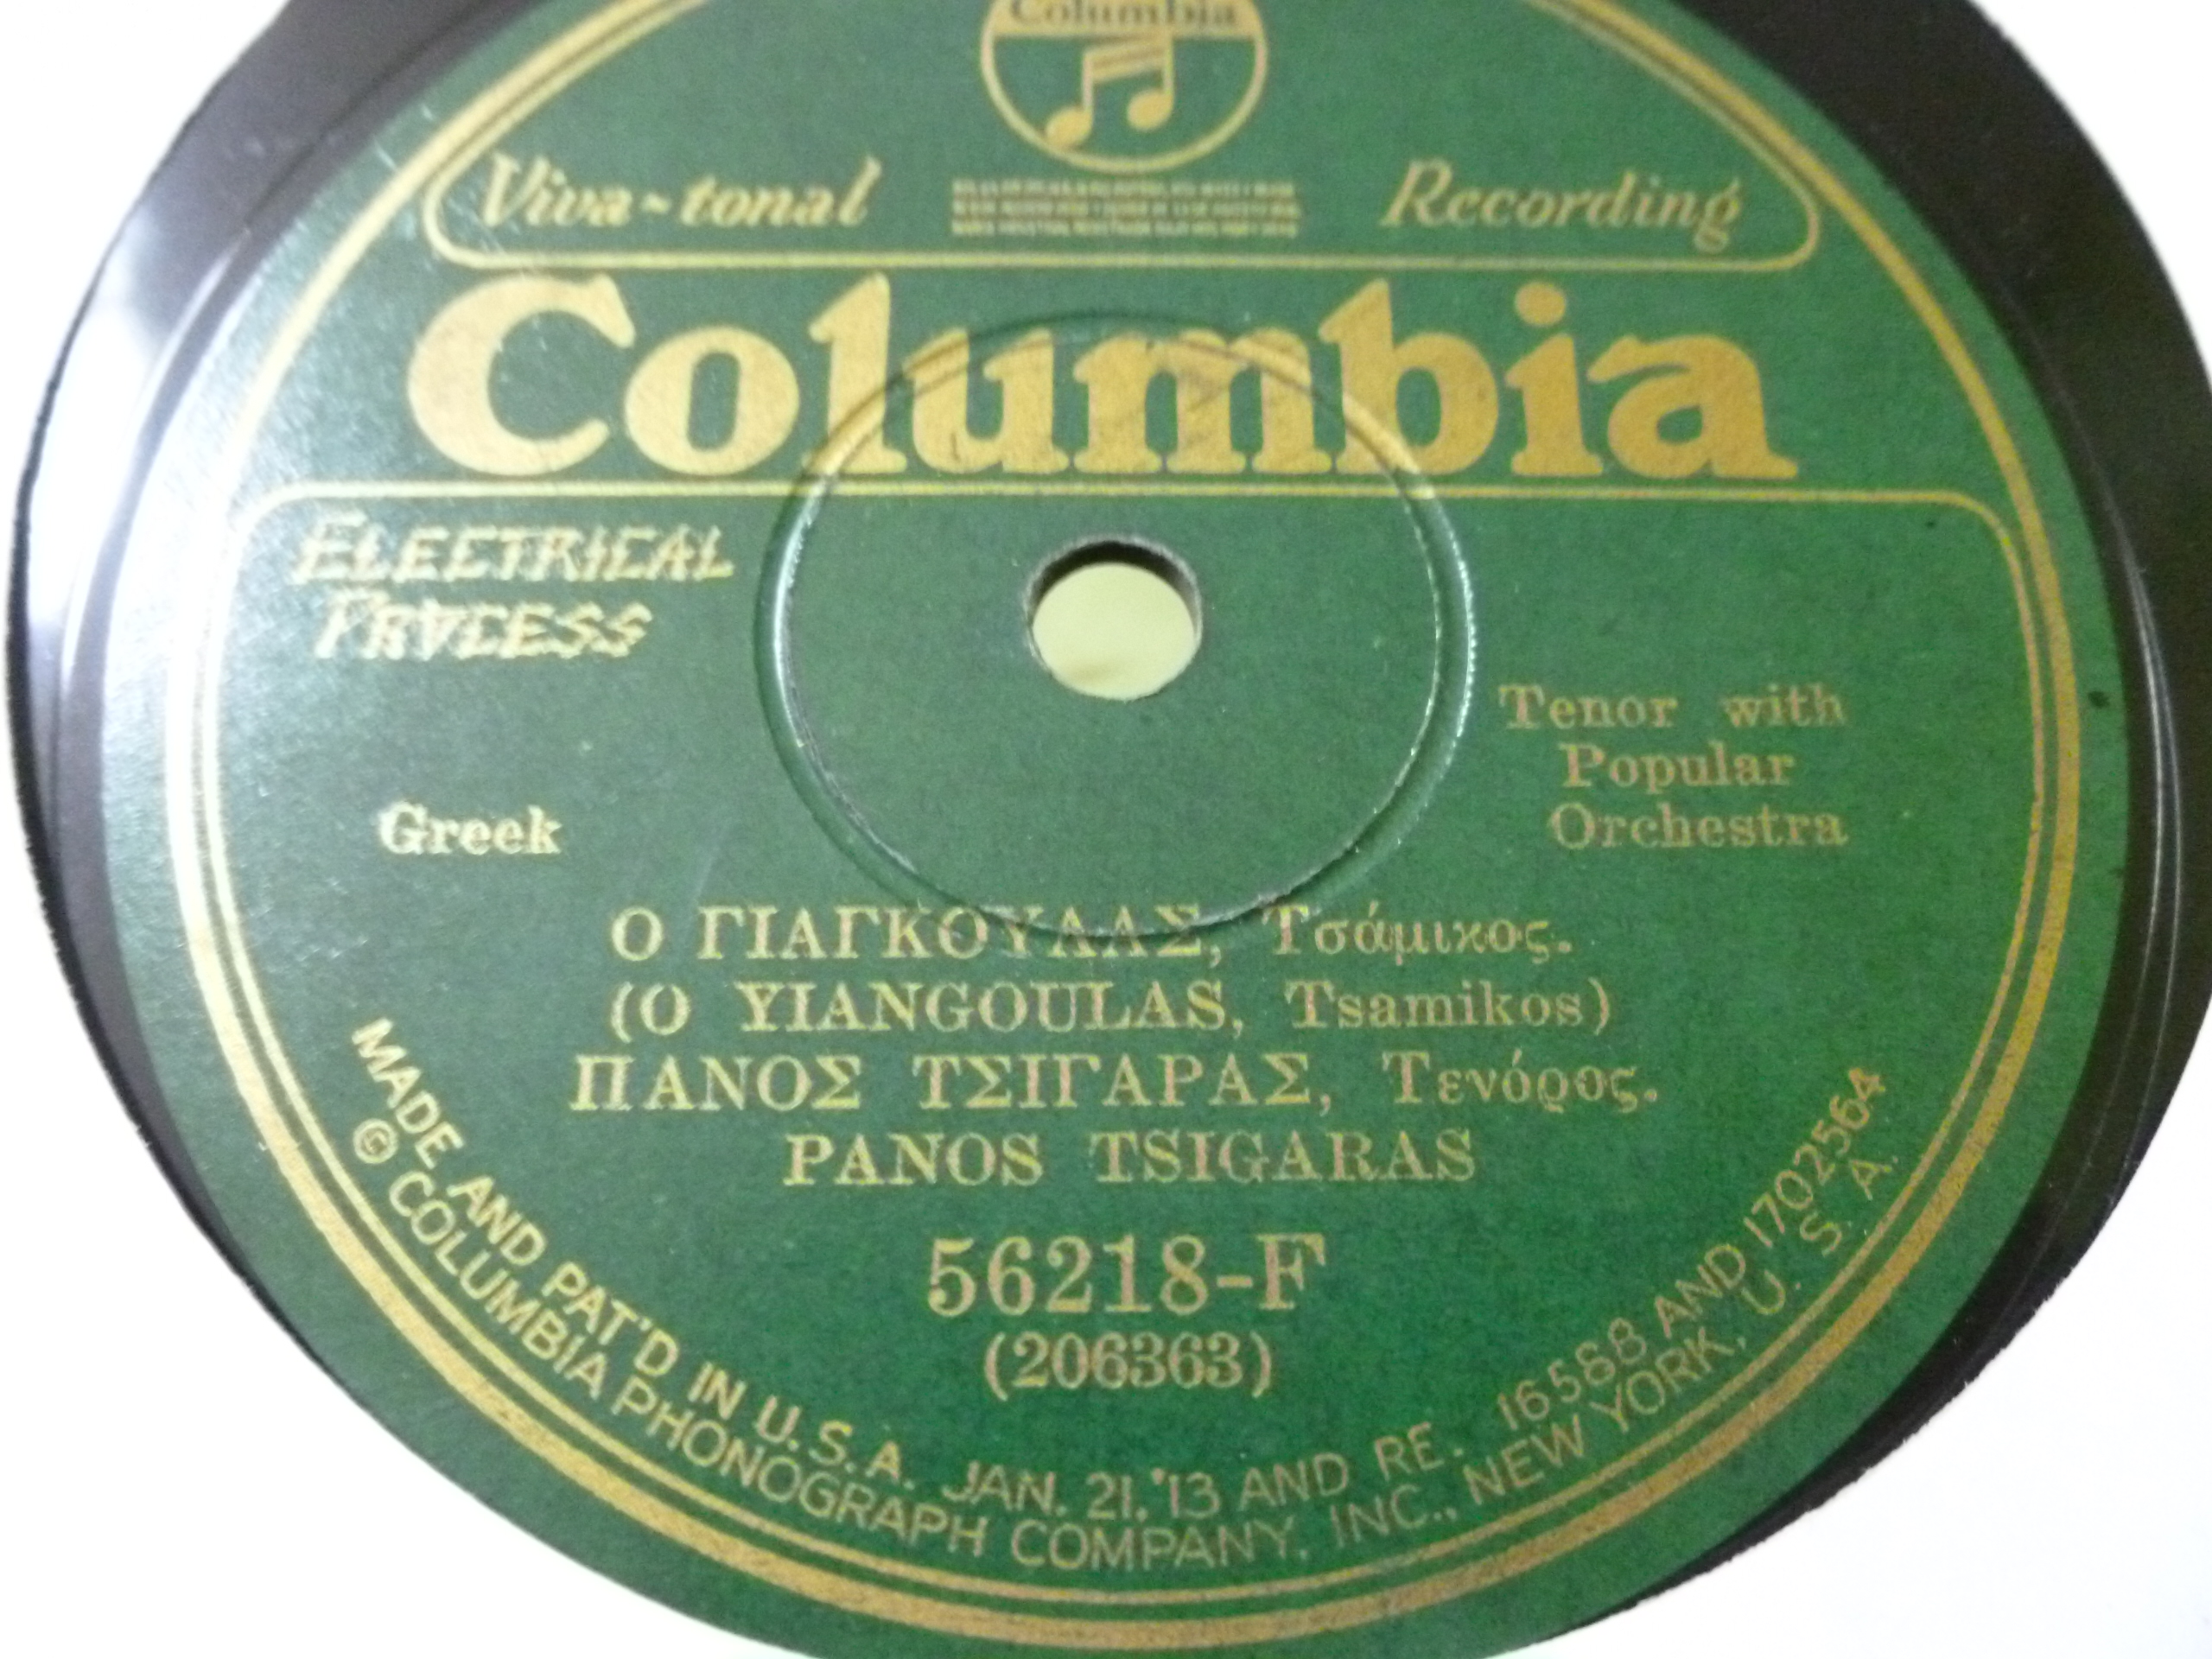 Columbia
Viva-tonal Recording
Columbia
ELECTRICAL
PROCESS
Tenor with
Popular
Orchestra
Greek
Ο ΓΙΑΓΚΟΥΛΑΣ, Τσάμικος.
(O YIANGOULAS, Tsamikos)
ΠΑΝΟΣ ΤΣΙΓΑΡΑΣ, Τενόρος.
PANOS TSIGARAS
56218-F
(206363)
MADE AND PAT'D IN U.S.A. JAN. 21, '13 AND RE. 16588 AND 1702564
© COLUMBIA PHONOGRAPH COMPANY, INC., NEW YORK, U. S. A.